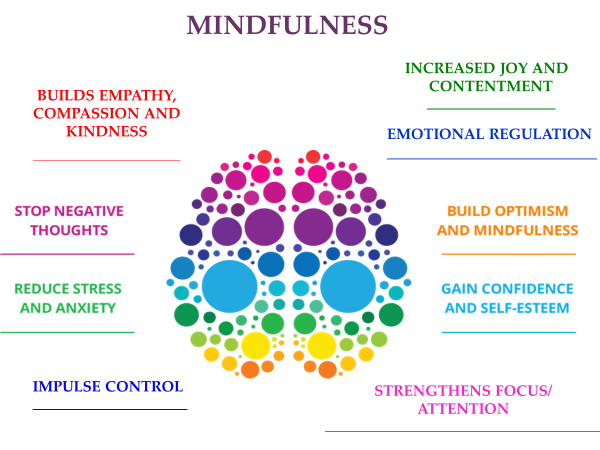 MINDFULNESS
BUILDS EMPATHY,
COMPASSION AND
KINDNESS
STOP NEGATIVE
THOUGHTS
REDUCE STRESS
AND ANXIETY
IMPULSE CONTROL
INCREASED JOY AND
CONTENTMENT
EMOTIONAL REGULATION
BUILD OPTIMISM
AND MINDFULNESS
GAIN CONFIDENCE
AND SELF-ESTEEM
STRENGTHENS FOCUS/
ATTENTION